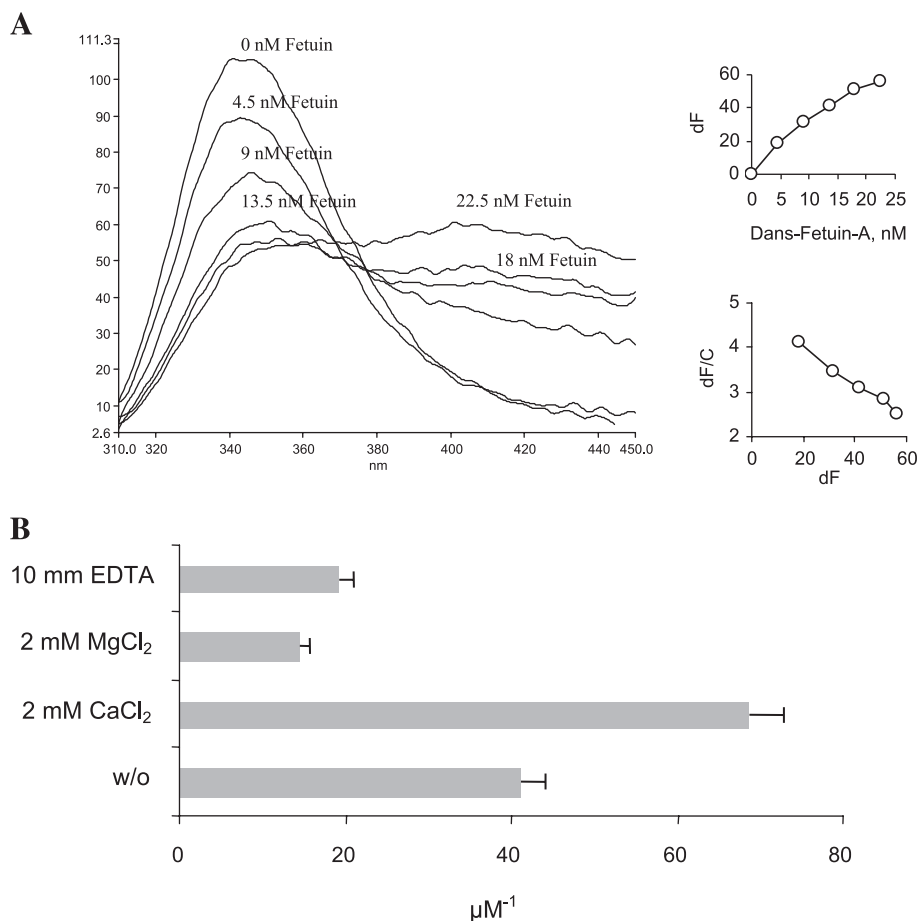 A
111.3
100
90
80
70
60
50
40
30
20
10
2.6
310.0 320 340 360 380 400 420 440 450.0
nm
0 nM Fetuin
4.5 nM Fetuin
9 nM Fetuin
13.5 nM Fetuin
22.5 nM Fetuin
18 nM Fetuin
60
40
20
0
dF
0 5 10 15 20 25
Dans-Fetuin-A, nM
5
4
3
2
dF/C
0 20 40 60
dF
B
10 mm EDTA
2 mM MgCl₂
2 mM CaCl₂
w/o
0 20 40 60 80
µM⁻¹